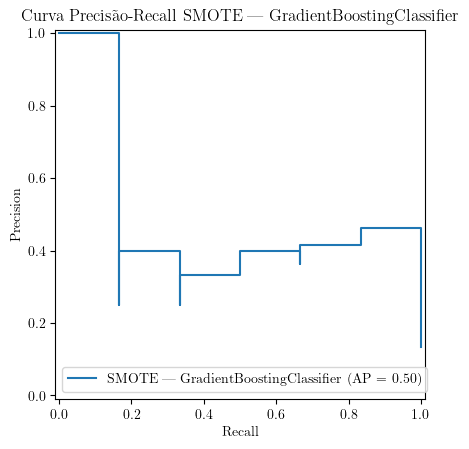 Curva Precisão-Recall SMOTE — GradientBoostingClassifier
1.0
0.8
0.6
0.4
0.2
0.0
Precision
SMOTE — GradientBoostingClassifier (AP = 0.50)
0.0 0.2 0.4 0.6 0.8 1.0
Recall